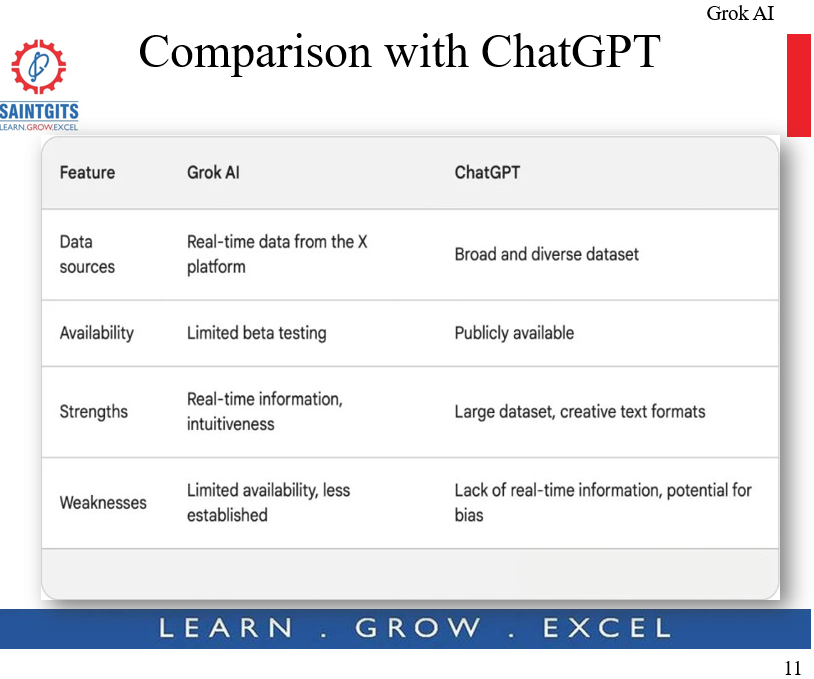 Grok AI
Comparison with ChatGPT
SAINTGITS
LEARN.GROW.EXCEL
Feature Grok AI ChatGPT
Data sources Real-time data from the X platform Broad and diverse dataset
Availability Limited beta testing Publicly available
Strengths Real-time information, intuitiveness Large dataset, creative text formats
Weaknesses Limited availability, less established Lack of real-time information, potential for bias
LEARN . GROW . EXCEL
11